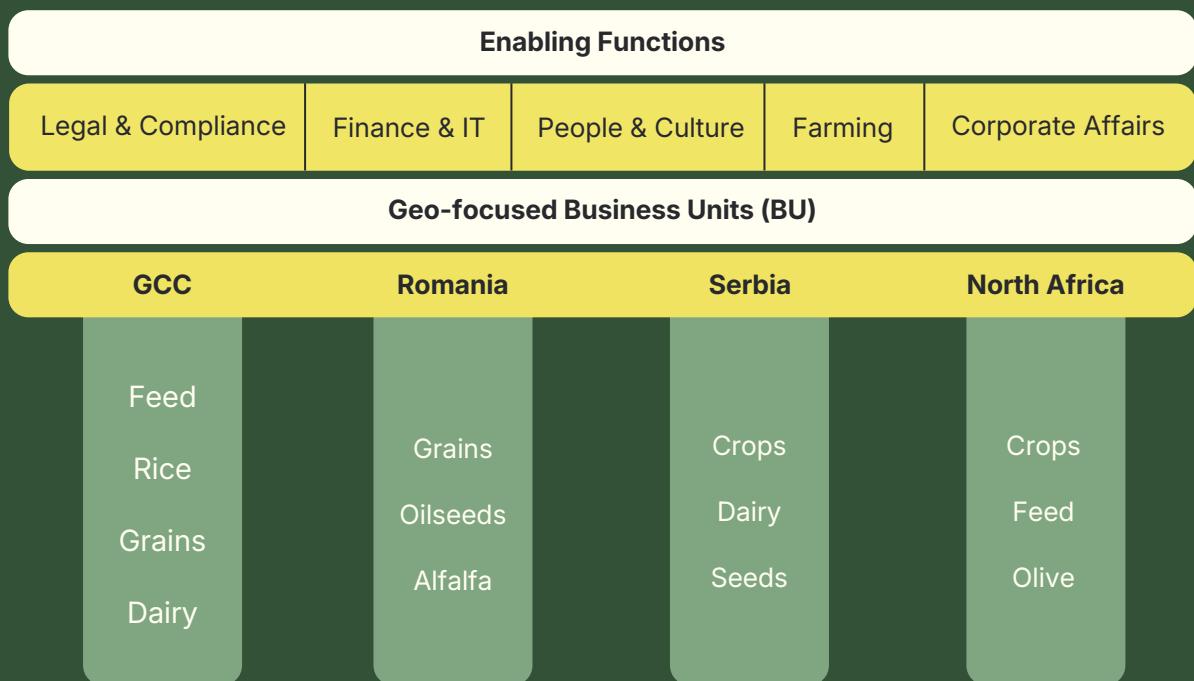 Enabling Functions
Legal & Compliance
Finance & IT
People & Culture
Farming
Corporate Affairs
Geo-focused Business Units (BU)
GCC
Romania
Serbia
North Africa
Feed
Rice
Grains
Dairy
Grains
Oilseeds
Alfalfa
Crops
Dairy
Seeds
Crops
Feed
Olive